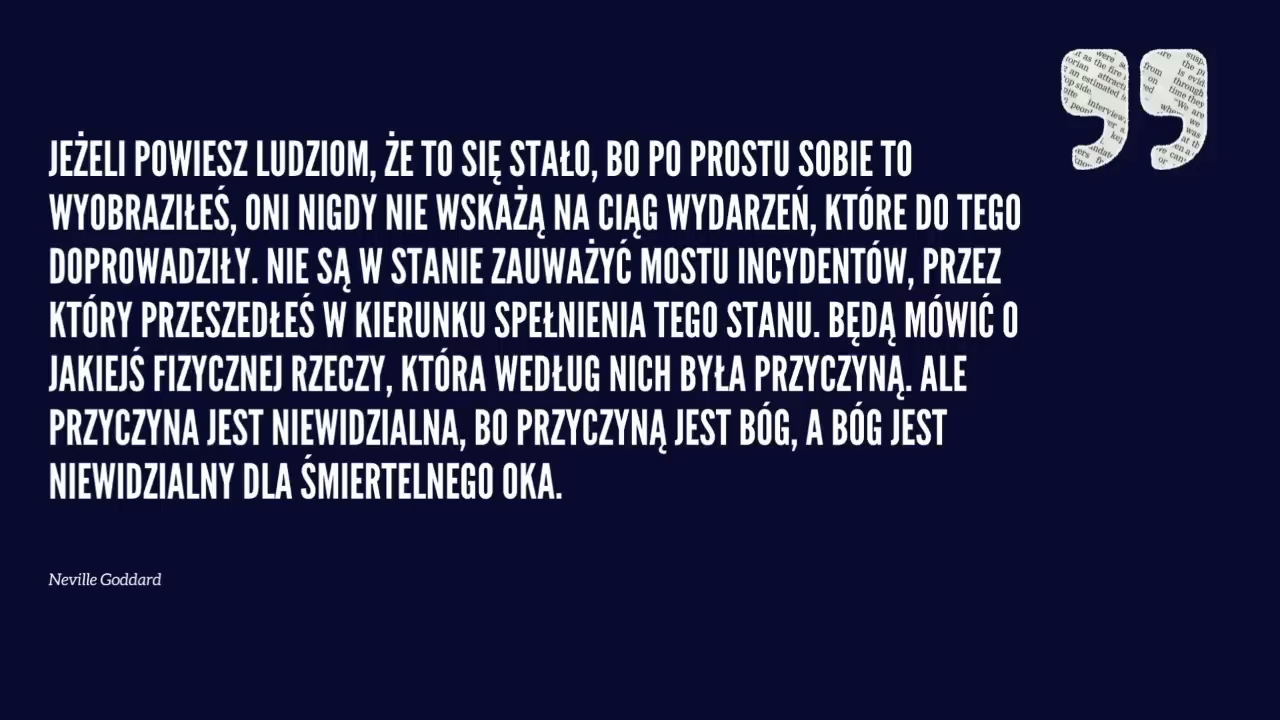 JEŻELI POWIESZ LUDZIOM, ŻE TO SIĘ STAŁO, BO PO PROSTU SOBIE TO
WYOBRAZIŁEŚ, ONI NIGDY NIE WSKAŻĄ NA CIĄG WYDARZEŃ, KTÓRE DO TEGO
DOPROWADZIŁY. NIE SĄ W STANIE ZAUWAŻYĆ MOSTU INCYDENTÓW, PRZEZ
KTÓRY PRZESZEDŁEŚ W KIERUNKU SPEŁNIENIA TEGO STANU. BĘDĄ MÓWIĆ O
JAKIEJŚ FIZYCZNEJ RZECZY, KTÓRA WEDŁUG NICH BYŁA PRZYCZYNĄ. ALE
PRZYCZYNA JEST NIEWIDZIALNA, BO PRZYCZYNĄ JEST BÓG, A BÓG JEST
NIEWIDZIALNY DLA ŚMIERTELNEGO OKA.
Neville Goddard